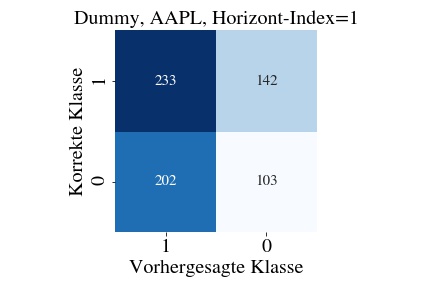 Dummy, AAPL, Horizont-Index=1
Korrekte Klasse
1
233
142
0
202
103
1
0
Vorhergesagte Klasse